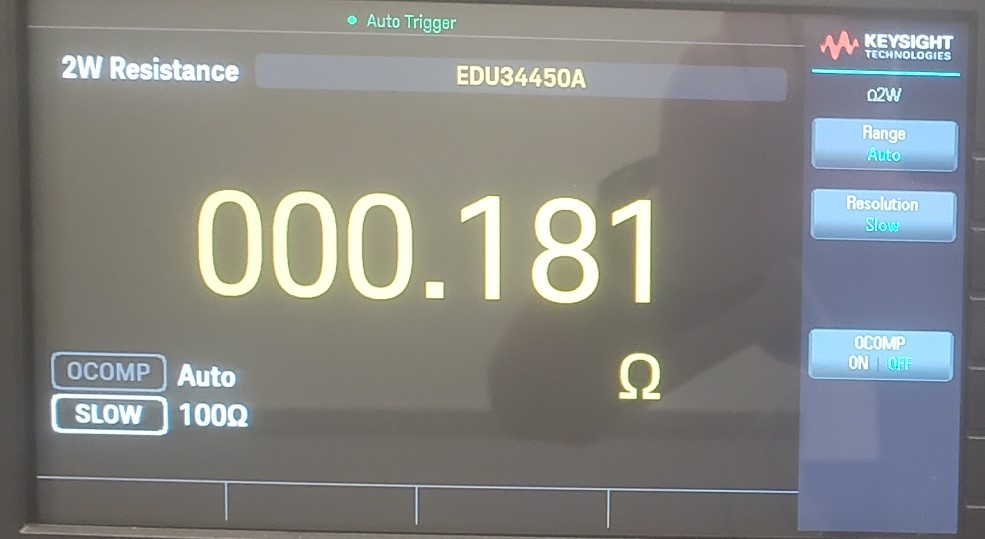 Auto Trigger
KEYSIGHT
TECHNOLOGIES
2W Resistance
EDU34450A
Ω2W
Range
Auto
000.181
Resolution
Slow
OCOMP
ON | OFF
OCOMP Auto
Ω
SLOW 100Ω